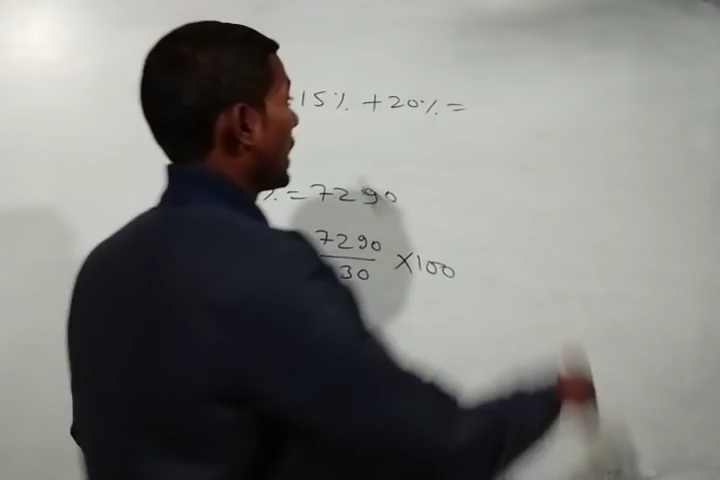 15% + 20% =
% = 7290
7290
30
×100